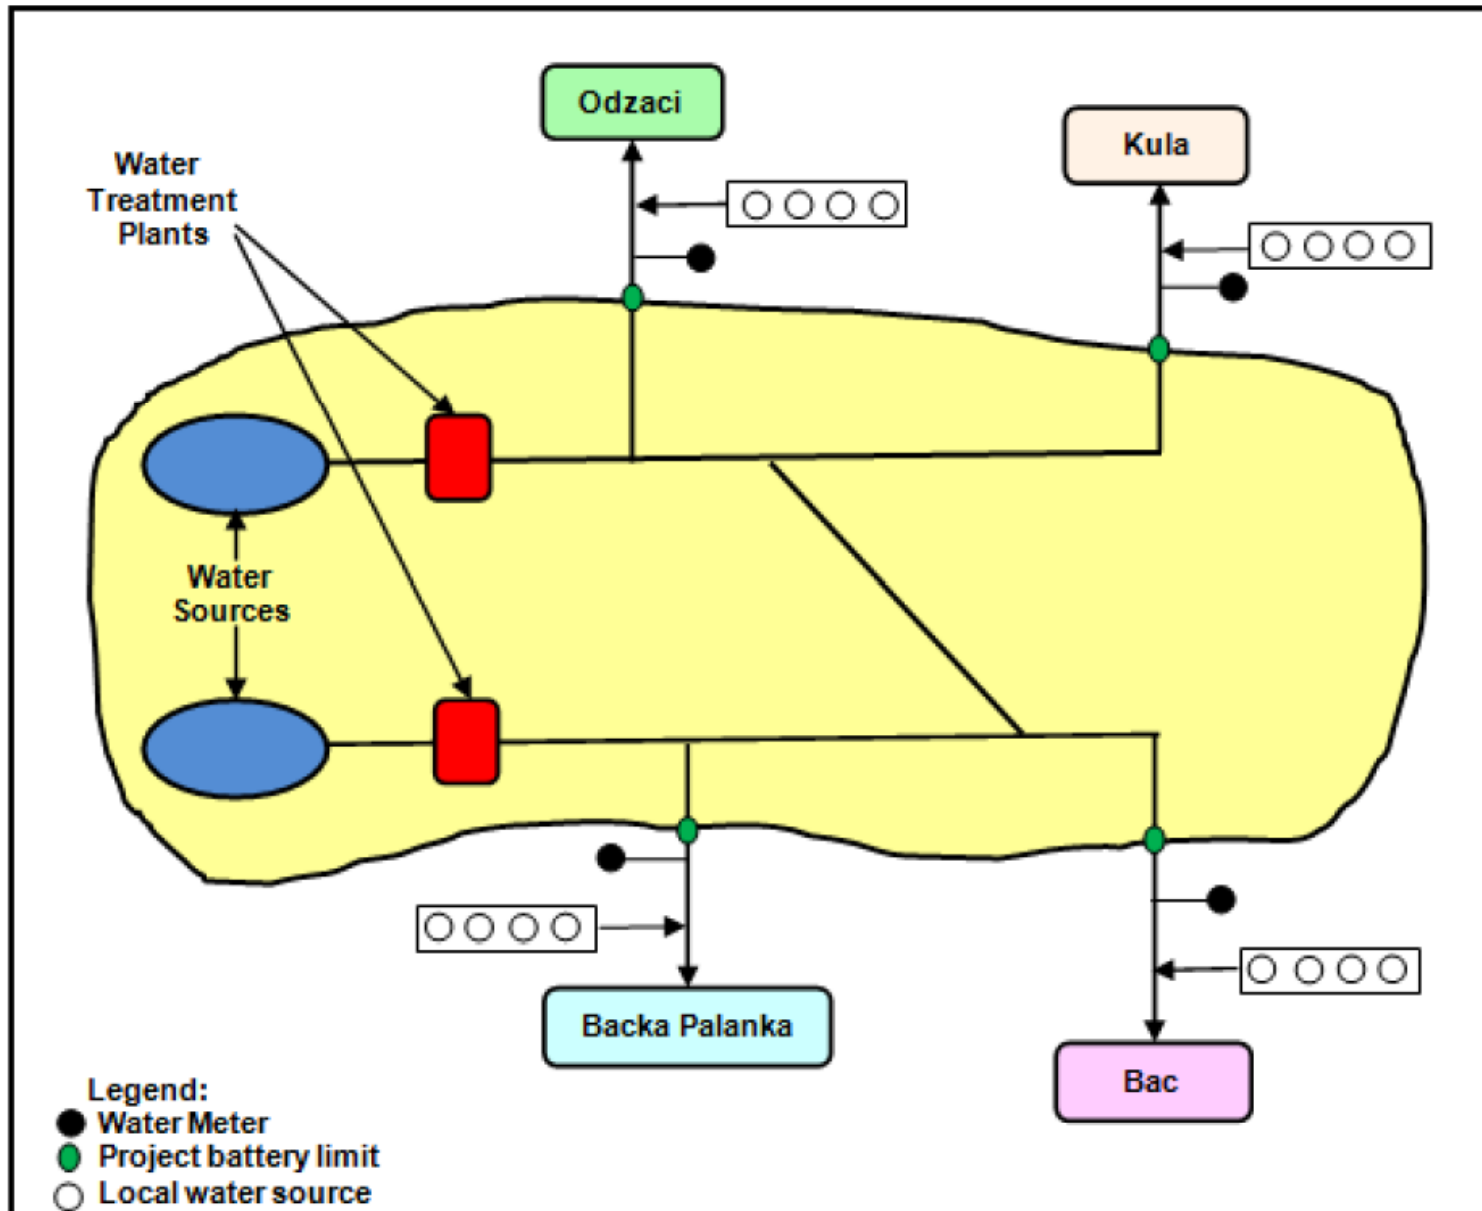 Odzaci
Kula
Water
Treatment
Plants
Water
Sources
Backa Palanka
Bac
Legend:
Water Meter
Project battery limit
Local water source